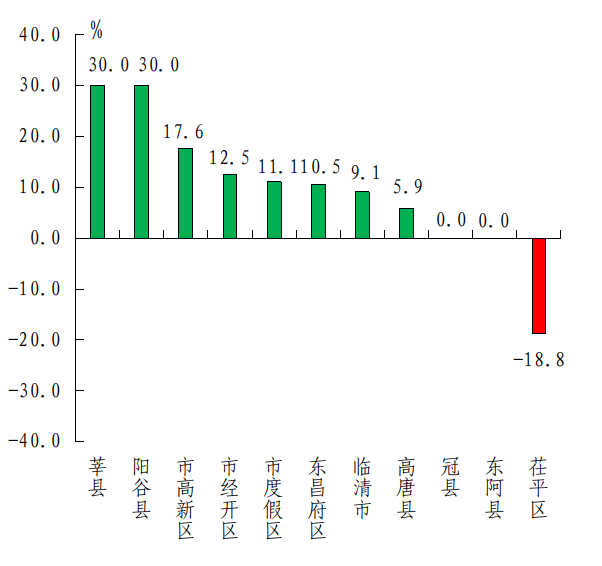 %
40.0
30.0
20.0
10.0
0.0
-10.0
-20.0
-30.0
-40.0
30.0
30.0
17.6
12.5
11.1
10.5
9.1
5.9
0.0
0.0
-18.8
莘县
阳谷县
市高新区
市经开区
市度假区
东昌府区
临清市
高唐县
冠县
东阿县
茌平区